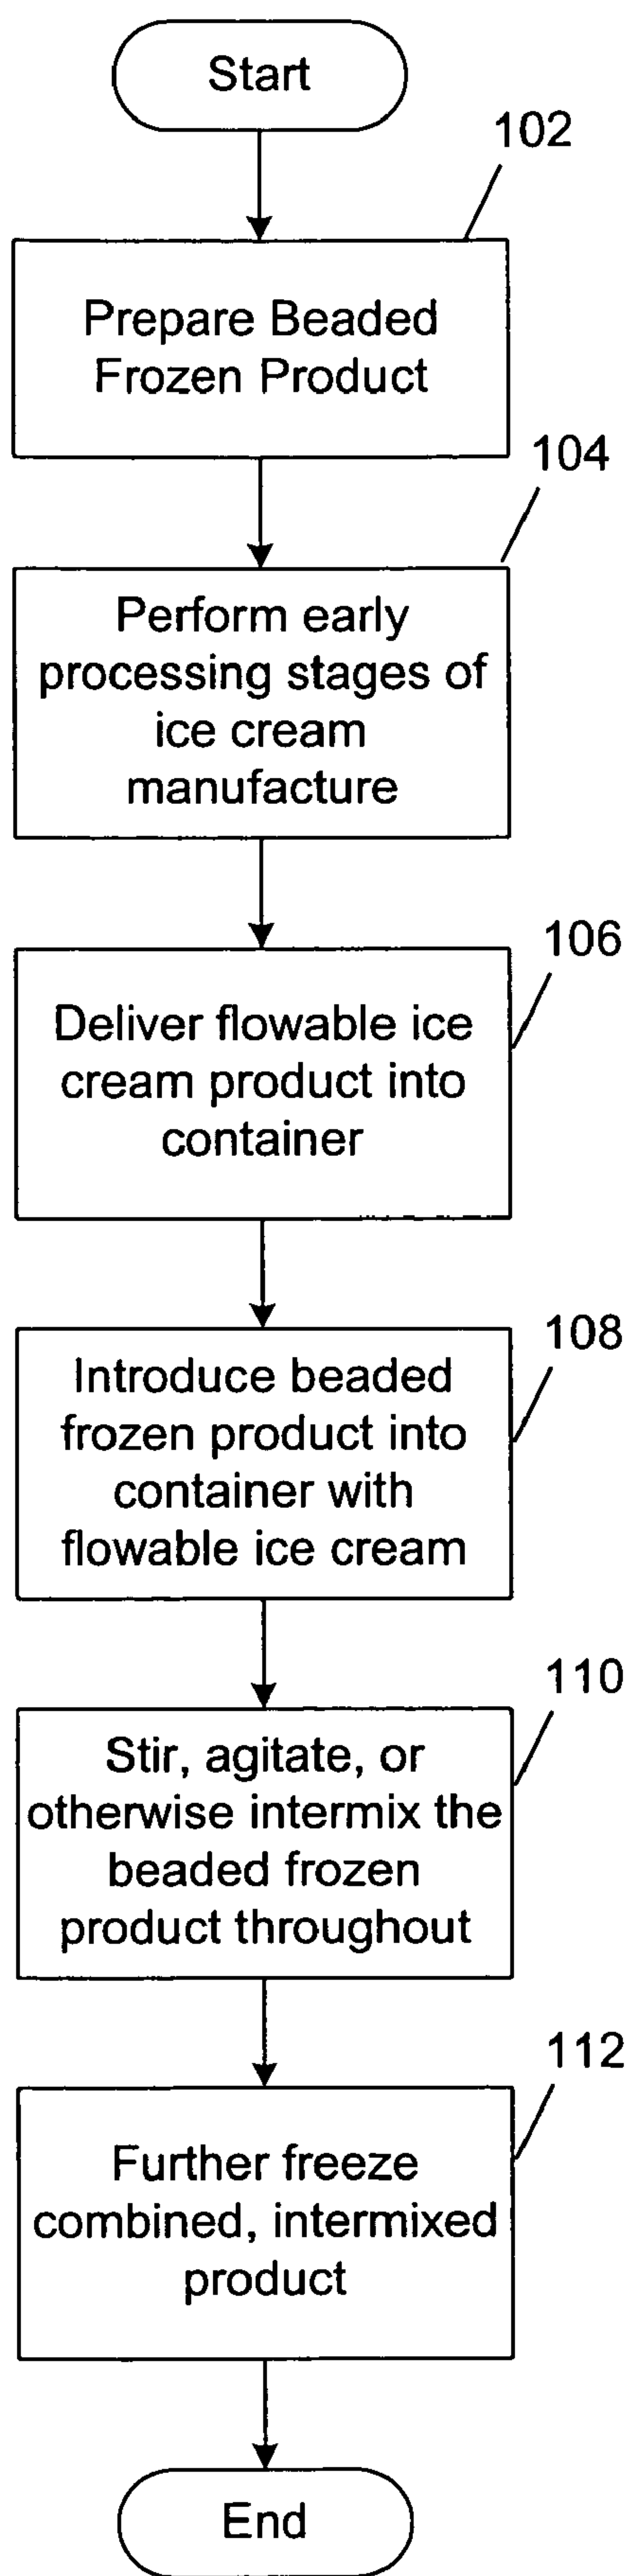 Start
102
Prepare Beaded
Frozen Product
104
Perform early
processing stages of
ice cream
manufacture
106
Deliver flowable ice
cream product into
container
108
Introduce beaded
frozen product into
container with
flowable ice cream
110
Stir, agitate, or
otherwise intermix the
beaded frozen
product throughout
112
Further freeze
combined, intermixed
product
End